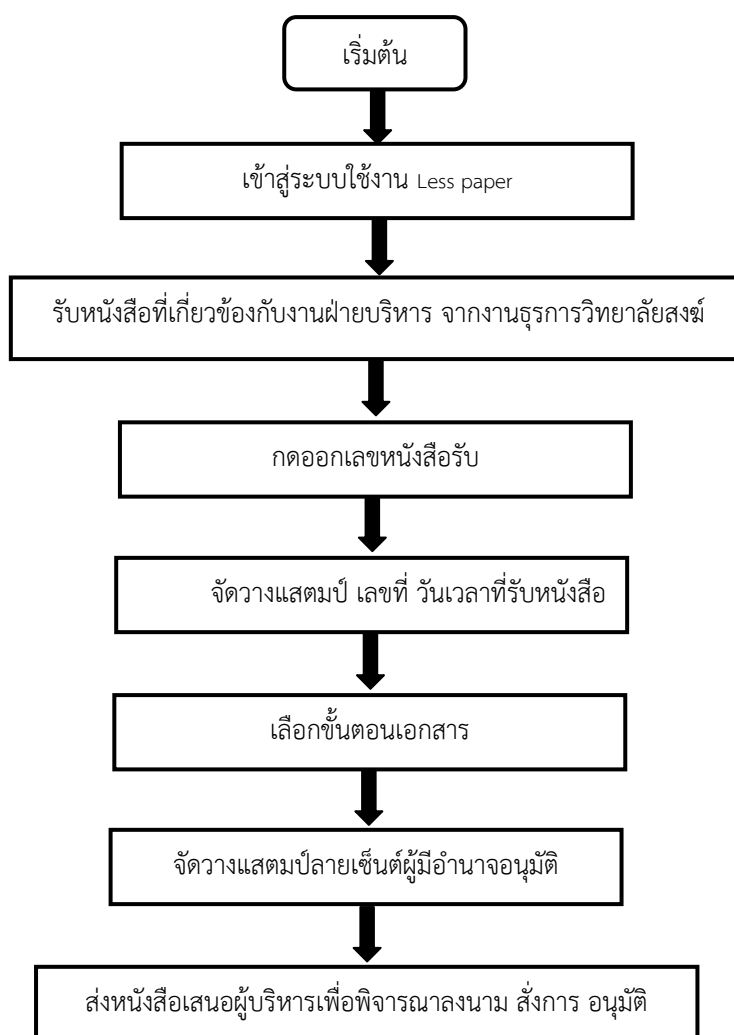 เริ่มต้น
เข้าสู่ระบบใช้งาน Less paper
รับหนังสือที่เกี่ยวข้องกับงานฝ่ายบริหาร จากงานธุรการวิทยาลัยสงฆ์
กดออกเลขหนังสือรับ
จัดวางแสตมป์ เลขที่ วันเวลาที่รับหนังสือ
เลือกขั้นตอนเอกสาร
จัดวางแสตมป์ลายเซ็นต์ผู้มีอำนาจอนุมัติ
ส่งหนังสือเสนอผู้บริหารเพื่อพิจารณาลงนาม สั่งการ อนุมัติ